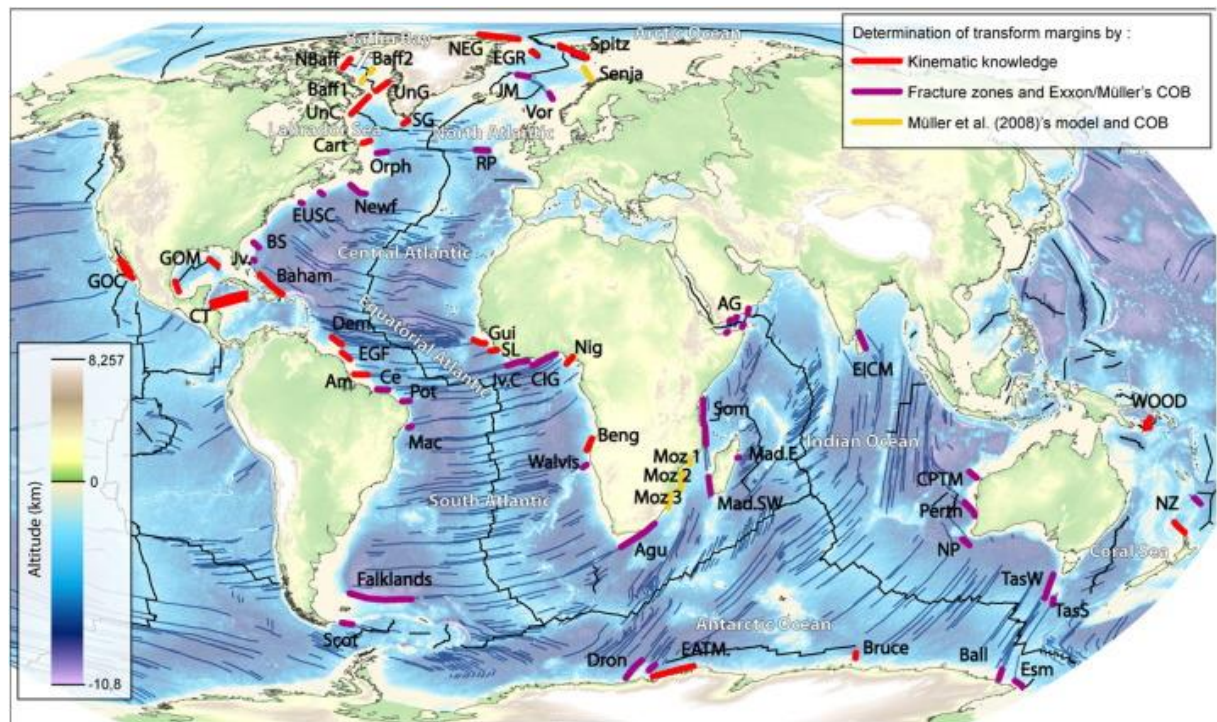 Determination of transform margins by :
Kinematic knowledge
Fracture zones and Exxon/Müller's COB
Müller et al. (2008)'s model and COB
Arctic Ocean
Baffin Bay
NEG
EGR
Spitz
NBaff
Baff2
Baff1
UnG
JM
Senja
Vor
UnC
SG
Labrador Sea
North Atlantic
Cart
Orph
RP
EUSC
Newf
BS
Jv.
GOM
Central Atlantic
GOC
Baham
CT
AG
Dem.
Equatorial Atlantic
Gui
SL
Nig
EGF
Iv.C
CIG
EICM
Am
Ce
Pot
Som
WOOD
Mac
Beng
Indian Ocean
Walvis
Moz 1
Mad.E
Moz 2
CPTM
Moz 3
Mad.SW
South Atlantic
Perth
NZ
Agu
NP
Coral Sea
Falklands
TasW
TasS
Scot
Antarctic Ocean
Dron
EATM.
Bruce
Ball
Esm
8,257
0
-10,8
Altitude (km)